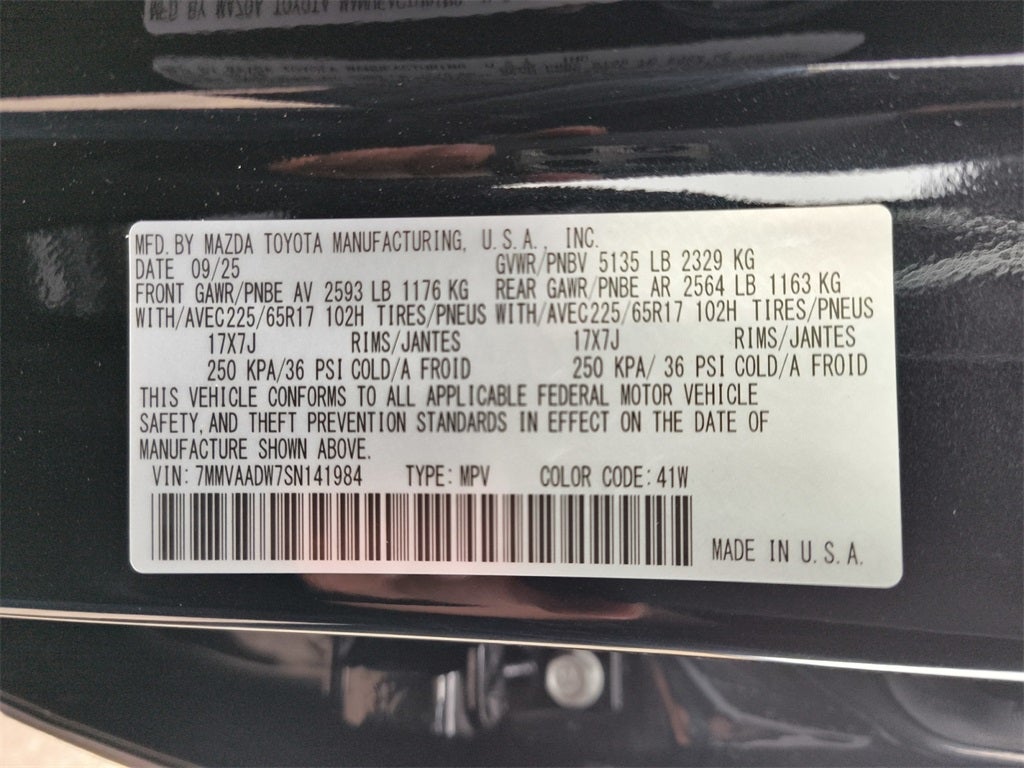 MFD. BY MAZDA TOYOTA MANUFACTURING, U.S.A., INC.
DATE 09/25 GVWR/PNBV 5135 LB 2329 KG
FRONT GAWR/PNBE AV 2593 LB 1176 KG REAR GAWR/PNBE AR 2564 LB 1163 KG
WITH/AVEC225/65R17 102H TIRES/PNEUS WITH/AVEC225/65R17 102H TIRES/PNEUS
17X7J RIMS/JANTES 17X7J RIMS/JANTES
250 KPA/36 PSI COLD/A FROID 250 KPA/ 36 PSI COLD/A FROID
THIS VEHICLE CONFORMS TO ALL APPLICABLE FEDERAL MOTOR VEHICLE
SAFETY, AND THEFT PREVENTION STANDARDS IN EFFECT ON THE DATE OF
MANUFACTURE SHOWN ABOVE.
VIN: 7MMVAADW7SN141984 TYPE: MPV COLOR CODE: 41W
MADE IN U.S.A.